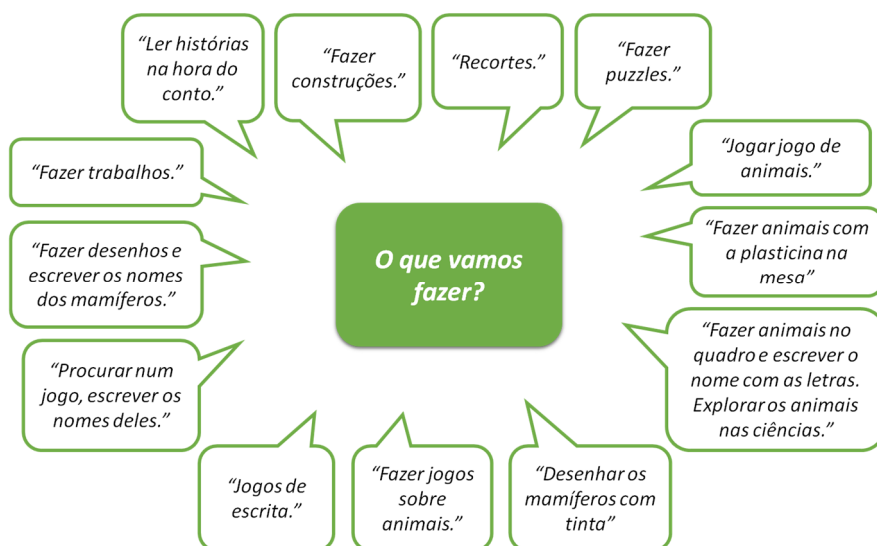 “Ler histórias
na hora do
conto.”
“Fazer
construções.”
“Recortes.”
“Fazer
puzzles.”
“Fazer trabalhos.”
“Jogar jogo de
animais.”
“Fazer desenhos e
escrever os nomes
dos mamíferos.”
O que vamos
fazer?
“Fazer animais com
a plasticina na
mesa”
“Procurar num
jogo, escrever os
nomes deles.”
“Fazer animais no
quadro e escrever o
nome com as letras.
Explorar os animais
nas ciências.”
“Jogos de
escrita.”
“Fazer jogos
sobre
animais.”
“Desenhar os
mamíferos com
tinta”